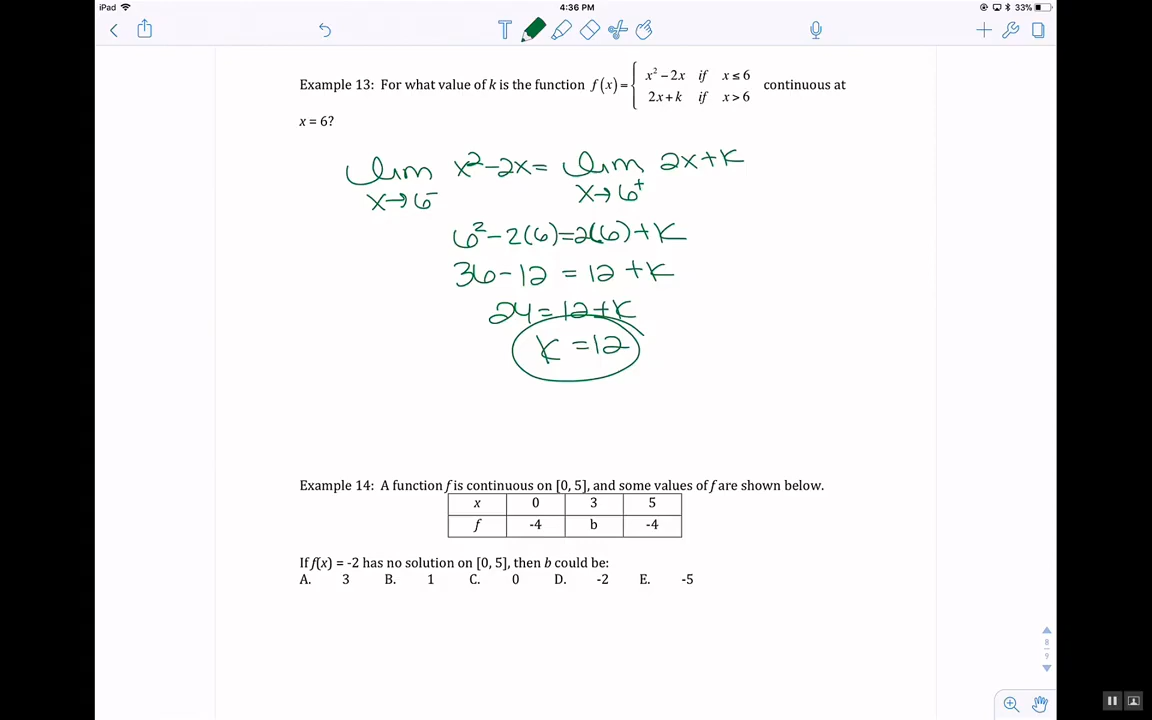 iPad 4:36 PM 33%
T
Example 13: For what value of k is the function f(x) = { x² − 2x if x ≤ 6 continuous at
2x + k if x > 6
x = 6?
lim x² − 2x = lim 2x + k
x → 6⁻ x → 6⁺
6² − 2(6) = 2(6) + k
36 − 12 = 12 + k
24 = 12 + k
k = 12
Example 14: A function f is continuous on [0, 5], and some values of f are shown below.
x 0 3 5
f -4 b -4
If f(x) = -2 has no solution on [0, 5], then b could be:
A. 3 B. 1 C. 0 D. -2 E. -5
8
9